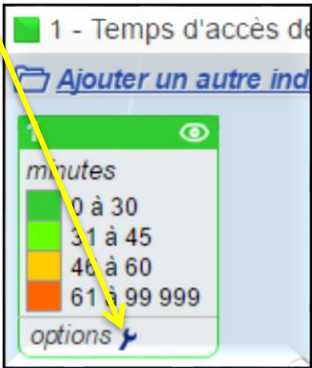 1 - Temps d'accès de
Ajouter un autre ind
1
minutes
0 à 30
31 à 45
46 à 60
61 à 99 999
options